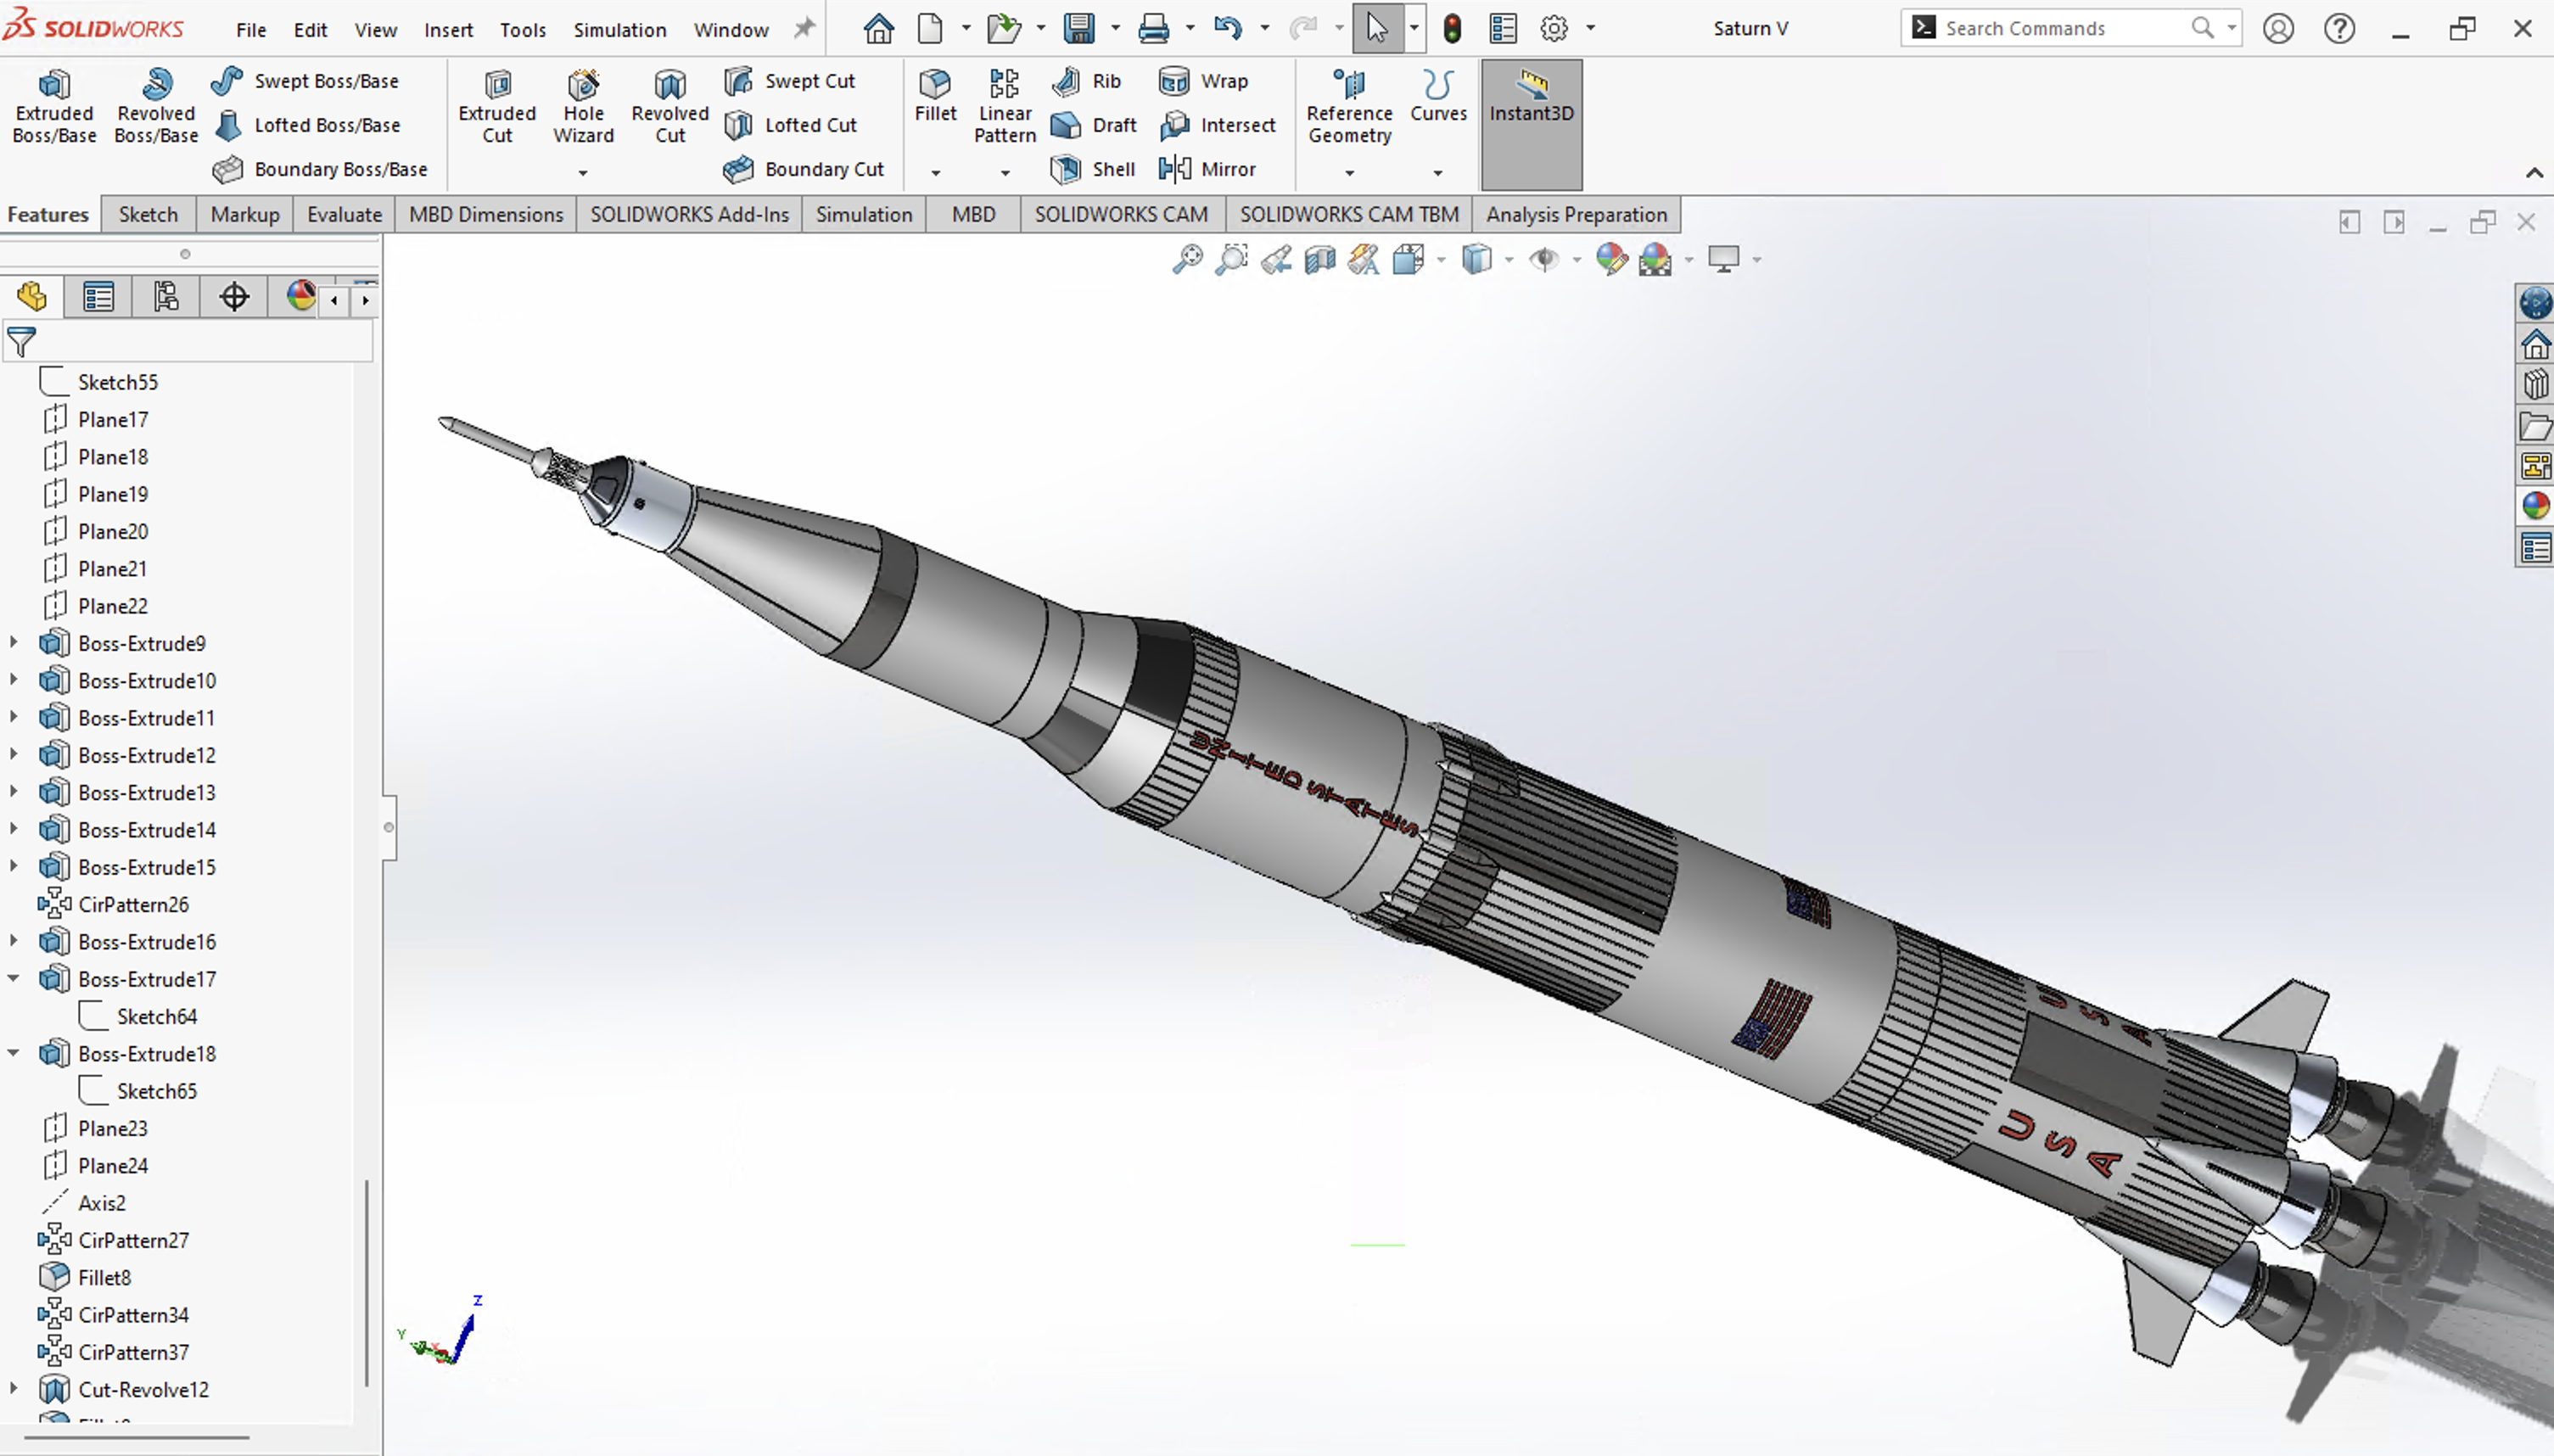 SOLIDWORKS File Edit View Insert Tools Simulation Window Saturn V Search Commands
Extruded Boss/Base
Revolved Boss/Base
Swept Boss/Base
Lofted Boss/Base
Boundary Boss/Base
Extruded Cut
Hole Wizard
Revolved Cut
Swept Cut
Lofted Cut
Boundary Cut
Fillet
Linear Pattern
Rib
Draft
Shell
Wrap
Intersect
Mirror
Reference Geometry
Curves
Instant3D
Features Sketch Markup Evaluate MBD Dimensions SOLIDWORKS Add-Ins Simulation MBD SOLIDWORKS CAM SOLIDWORKS CAM TBM Analysis Preparation
Sketch55
Plane17
Plane18
Plane19
Plane20
Plane21
Plane22
Boss-Extrude9
Boss-Extrude10
Boss-Extrude11
Boss-Extrude12
Boss-Extrude13
Boss-Extrude14
Boss-Extrude15
CirPattern26
Boss-Extrude16
Boss-Extrude17
Sketch64
Boss-Extrude18
Sketch65
Plane23
Plane24
Axis2
CirPattern27
Fillet8
CirPattern34
CirPattern37
Cut-Revolve12
UNITED STATES
USA
USA
Z
Y